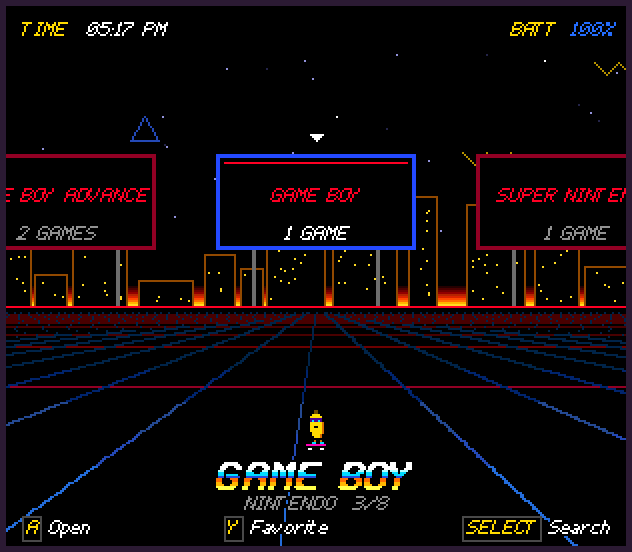 TIME 05:17 PM
BATT 100%
E BOY ADVANCE
2 GAMES
GAME BOY
1 GAME
SUPER NINTEN
1 GAME
GAME BOY
NINTENDO 3/8
A Open
Y Favorite
SELECT Search